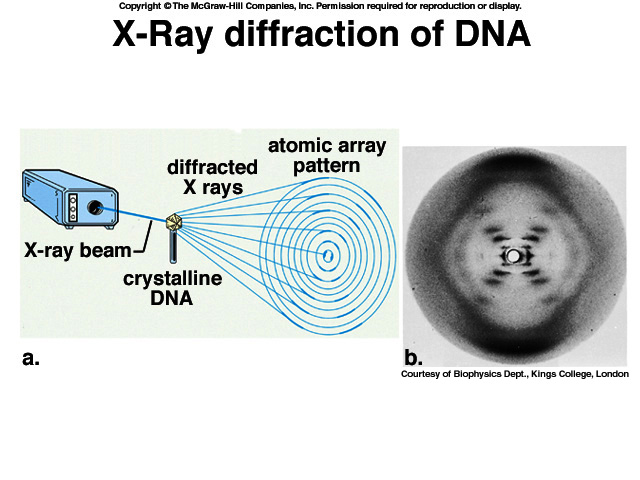 Copyright © The McGraw-Hill Companies, Inc. Permission required for reproduction or display.
X-Ray diffraction of DNA
atomic array
pattern
diffracted
X rays
X-ray beam
crystalline
DNA
a.
b.
Courtesy of Biophysics Dept., Kings College, London